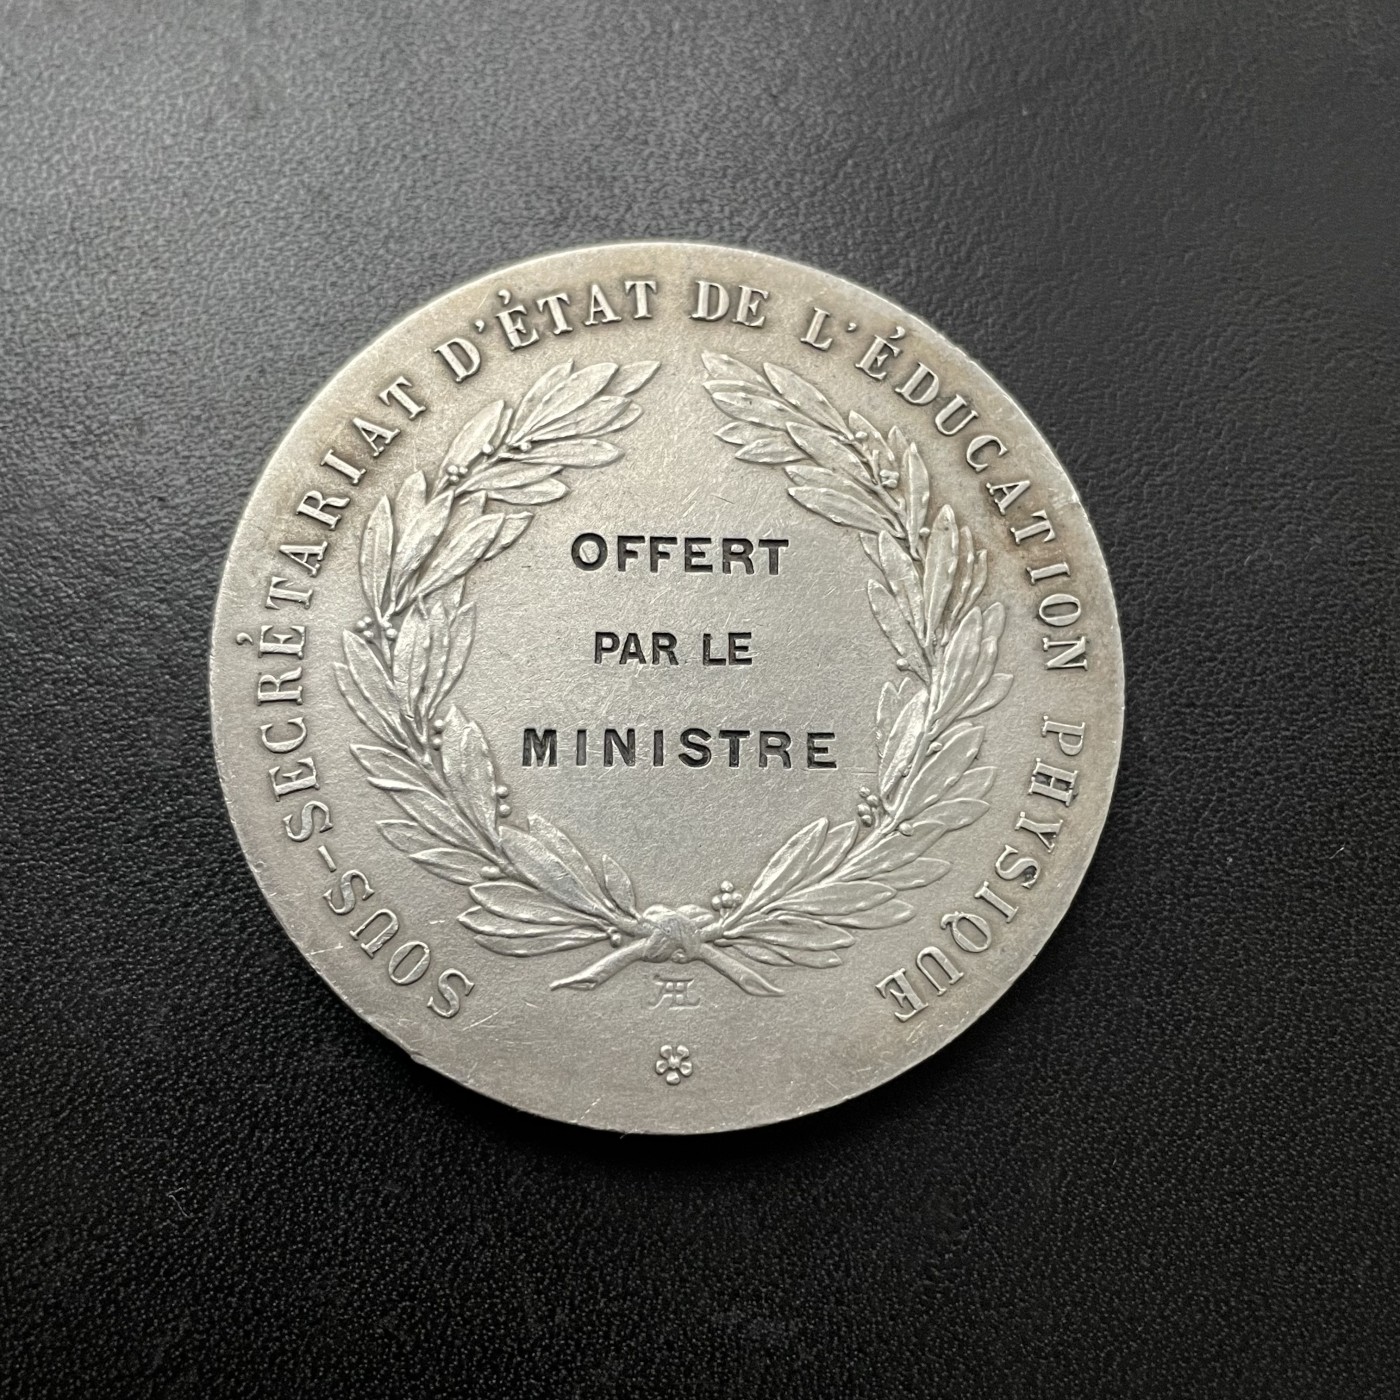 SOUS-SECRÉTARIAT D'ÉTAT DE L'ÉDUCATION PHYSIQUE
OFFERT
PAR LE
MINISTRE